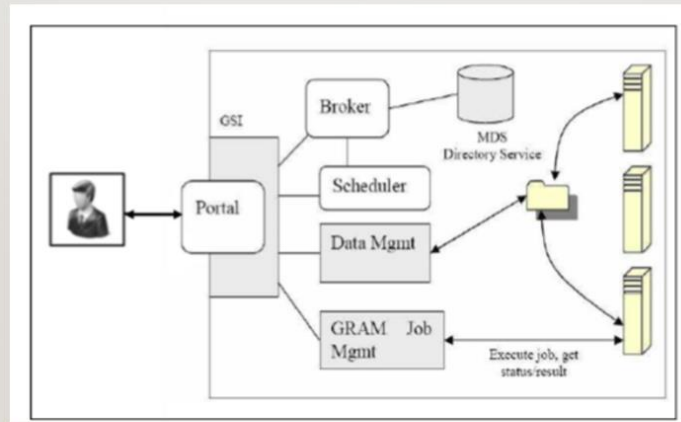 GSI
Broker
MDS
Directory Service
Portal
Scheduler
Data Mgmt
GRAM Job
Mgmt
Execute job, get
status/result